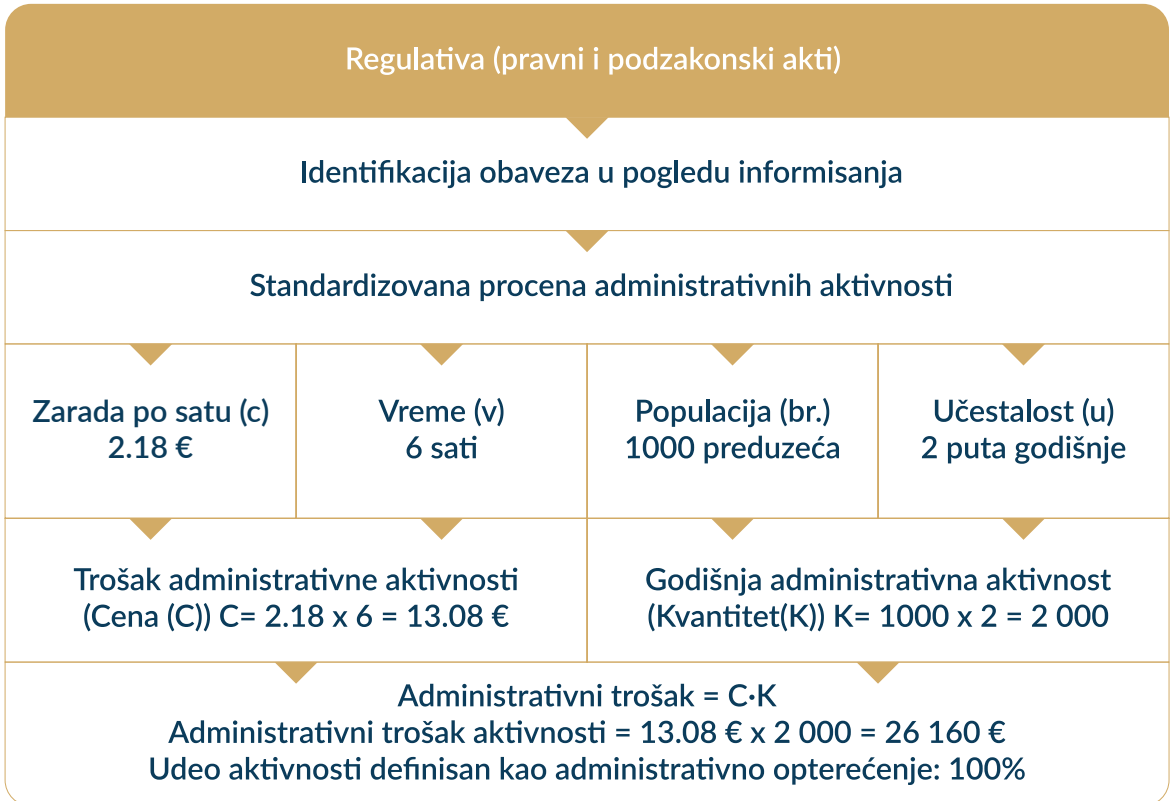 Regulativa (pravni i podzakonski akti)
Identifikacija obaveza u pogledu informisanja
Standardizovana procena administrativnih aktivnosti
Zarada po satu (c)
2.18 €
Vreme (v)
6 sati
Populacija (br.)
1000 preduzeća
Učestalost (u)
2 puta godišnje
Trošak administrativne aktivnosti
(Cena (C)) C= 2.18 x 6 = 13.08 €
Godišnja administrativna aktivnost
(Kvantitet(K)) K= 1000 x 2 = 2 000
Administrativni trošak = C·K
Administrativni trošak aktivnosti = 13.08 € x 2 000 = 26 160 €
Udeo aktivnosti definisan kao administrativno opterećenje: 100%